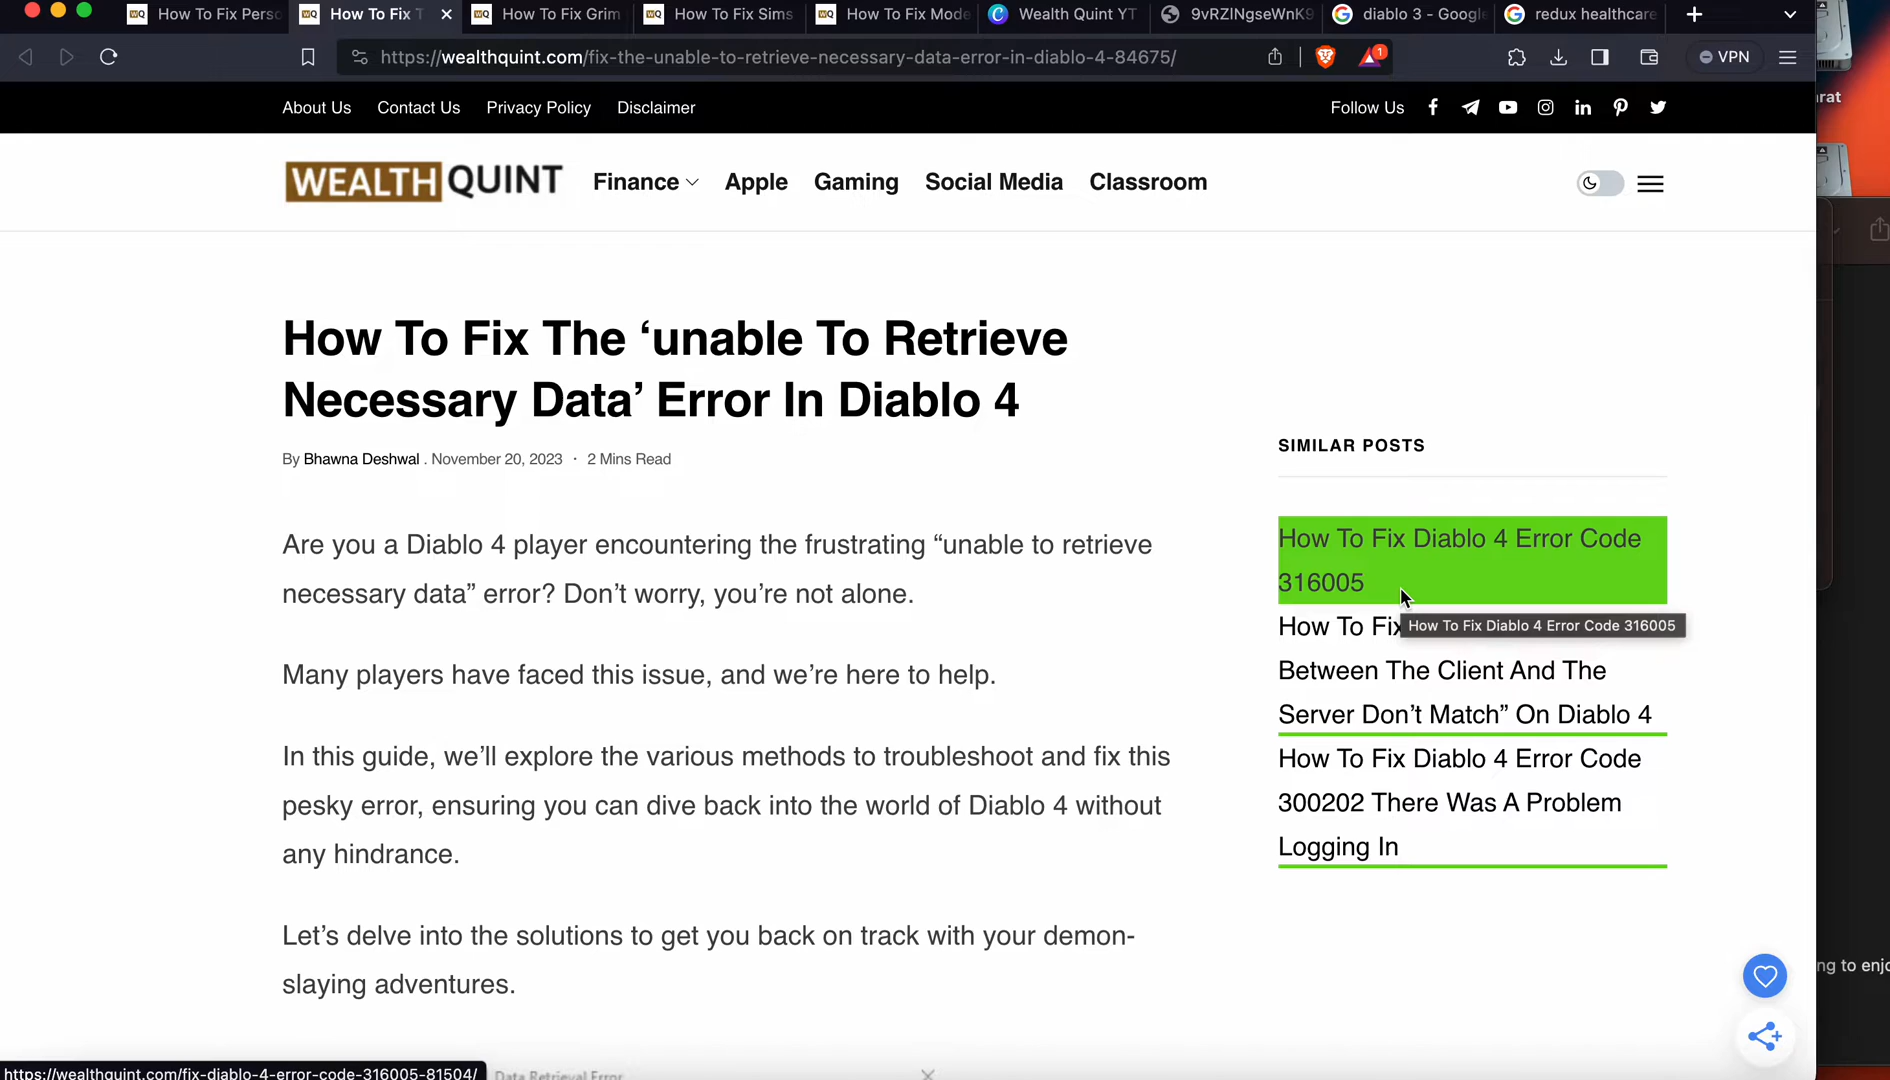 How To Fix Perso
How To Fix T
How To Fix Grim
How To Fix Sims
How To Fix Mode
Wealth Quint YT
9vRZlNgseWnK9
diablo 3 - Google
redux healthcare
https://wealthquint.com/fix-the-unable-to-retrieve-necessary-data-error-in-diablo-4-84675/
1
VPN
About Us Contact Us Privacy Policy Disclaimer
Follow Us
WEALTH QUINT
Finance Apple Gaming Social Media Classroom
How To Fix The ‘unable To Retrieve
Necessary Data’ Error In Diablo 4
By Bhawna Deshwal . November 20, 2023 · 2 Mins Read
Are you a Diablo 4 player encountering the frustrating “unable to retrieve
necessary data” error? Don’t worry, you’re not alone.
Many players have faced this issue, and we’re here to help.
In this guide, we’ll explore the various methods to troubleshoot and fix this
pesky error, ensuring you can dive back into the world of Diablo 4 without
any hindrance.
Let’s delve into the solutions to get you back on track with your demon-
slaying adventures.
SIMILAR POSTS
How To Fix Diablo 4 Error Code
316005
How To Fix
How To Fix Diablo 4 Error Code 316005
Between The Client And The
Server Don’t Match” On Diablo 4
How To Fix Diablo 4 Error Code
300202 There Was A Problem
Logging In
https://wealthquint.com/fix-diablo-4-error-code-316005-81504/
Data Retrieval Error
arat
ng to enjo